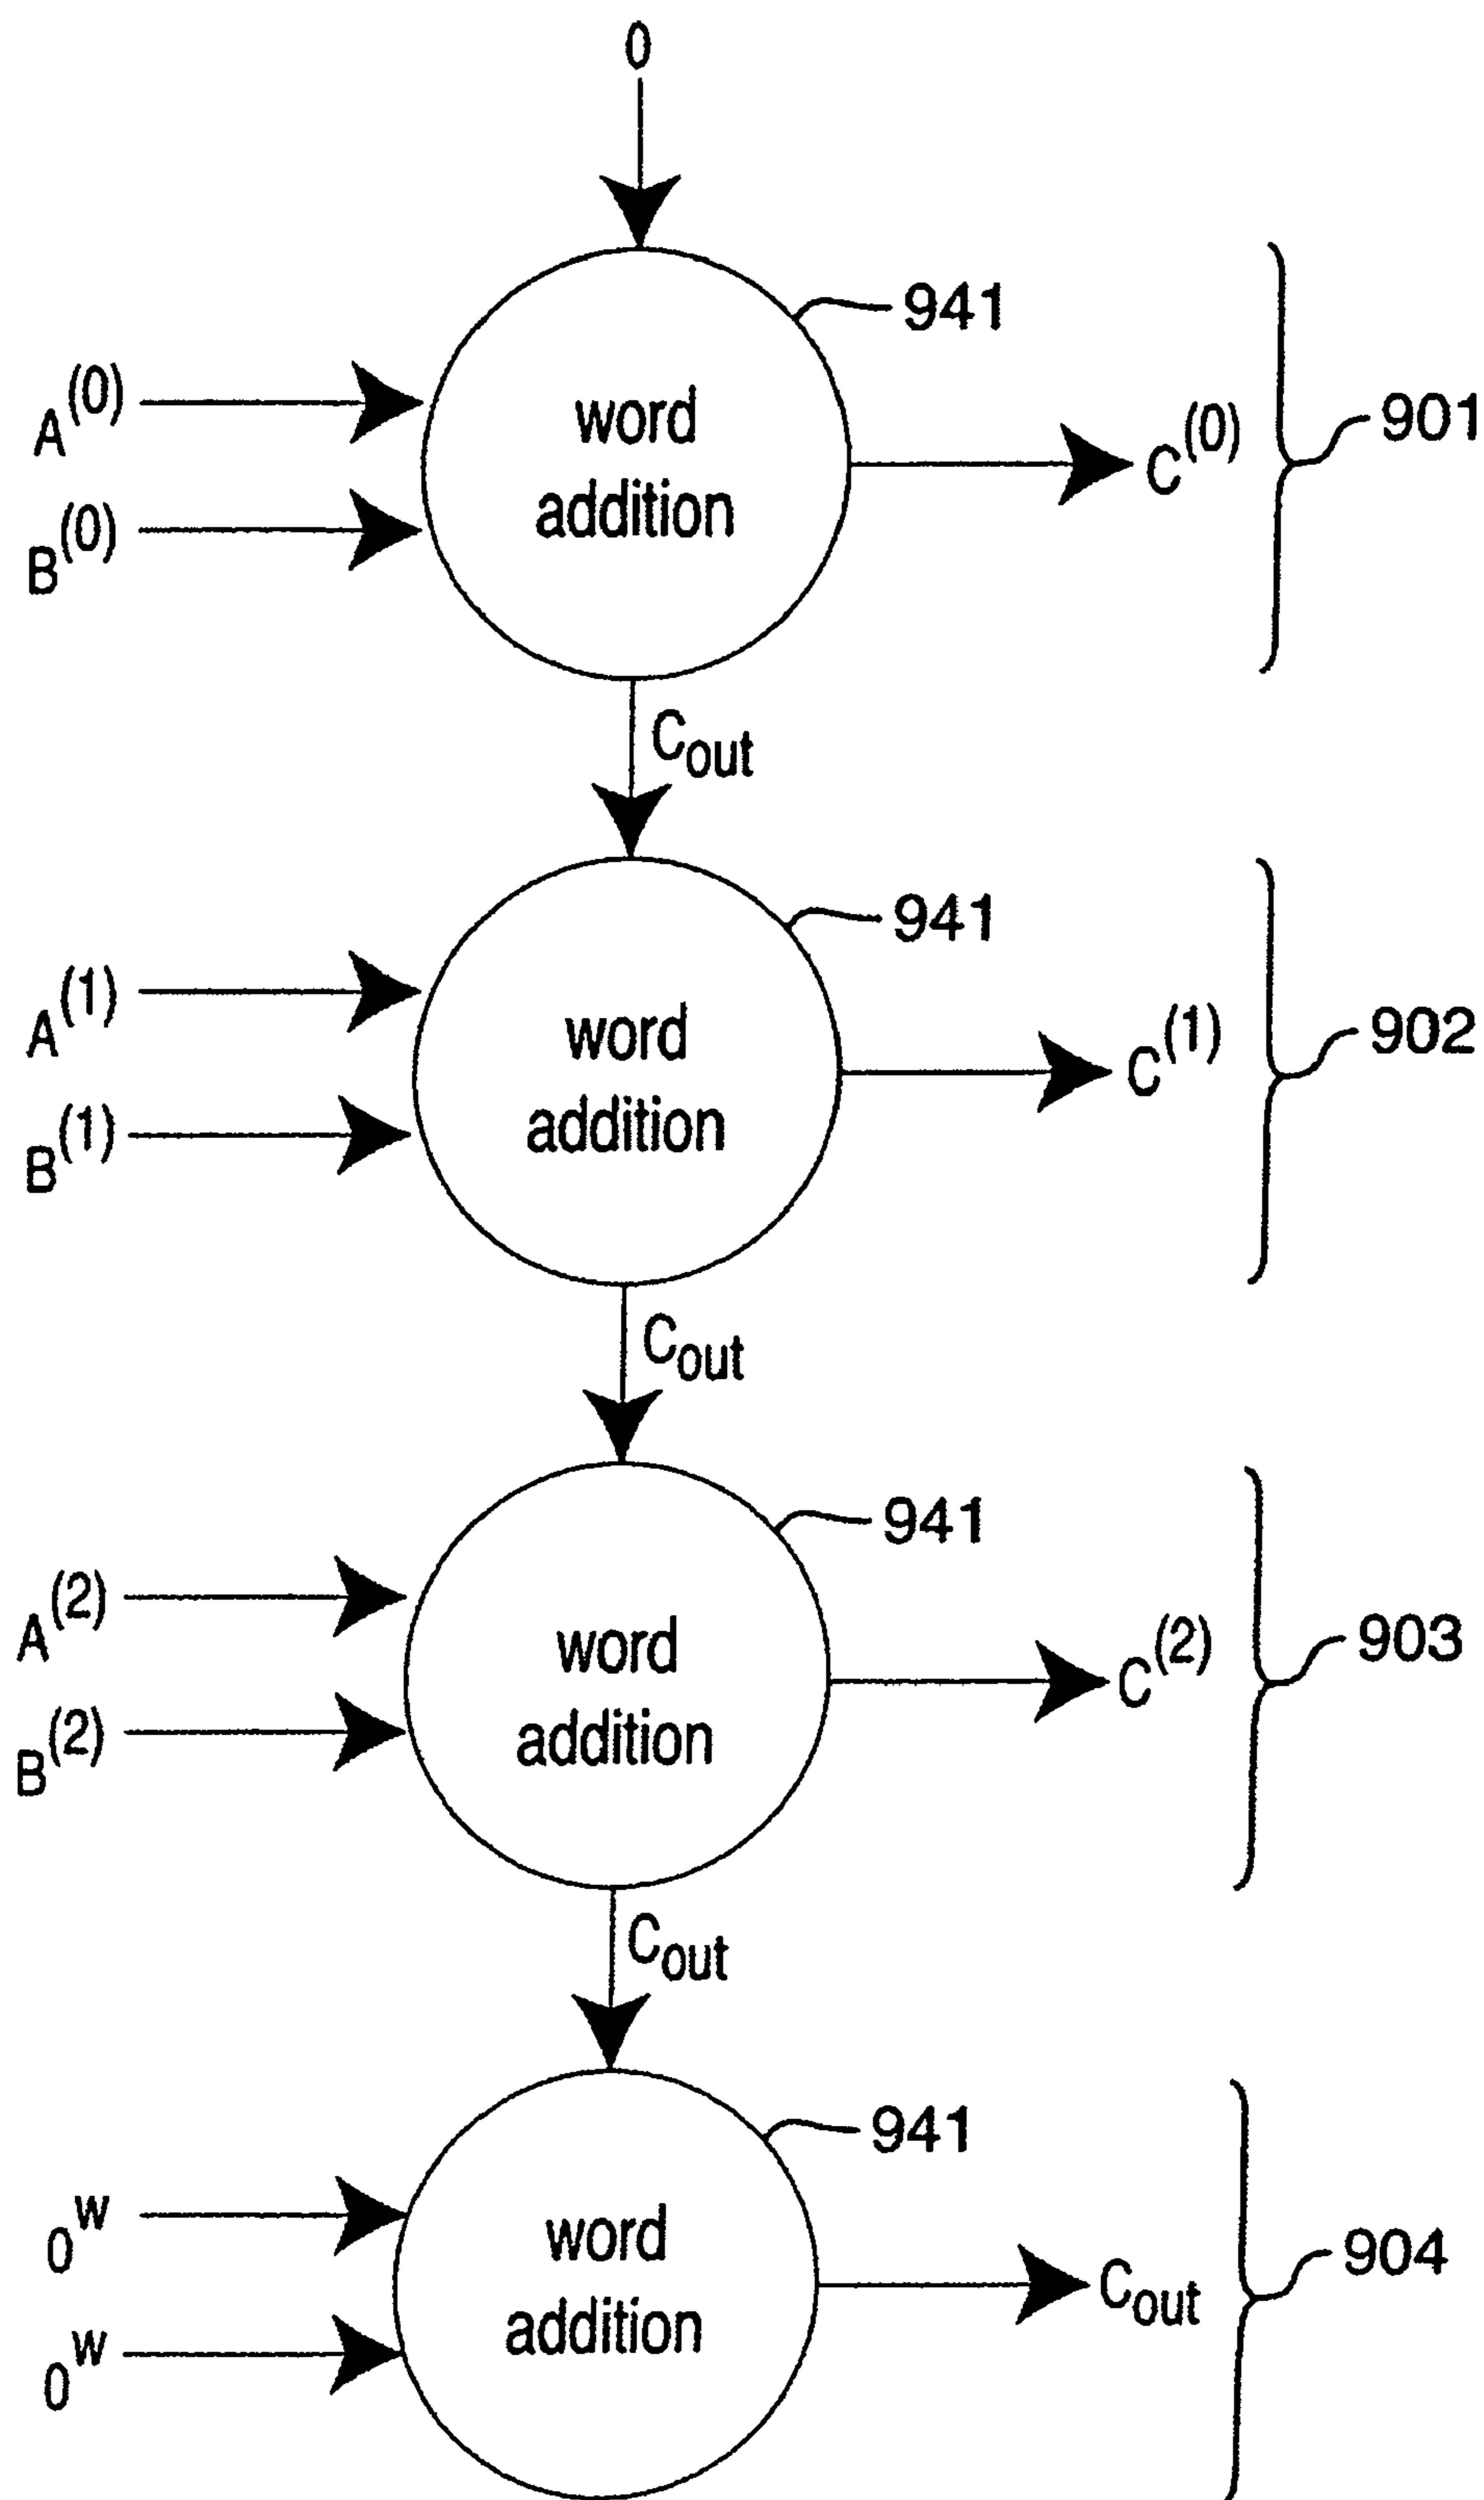 0
941
A(0)
word
addition
B(0)
C(0)
901
Cout
941
A(1)
word
addition
B(1)
C(1)
902
Cout
941
A(2)
word
addition
B(2)
C(2)
903
Cout
941
0w
word
addition
0w
Cout
904